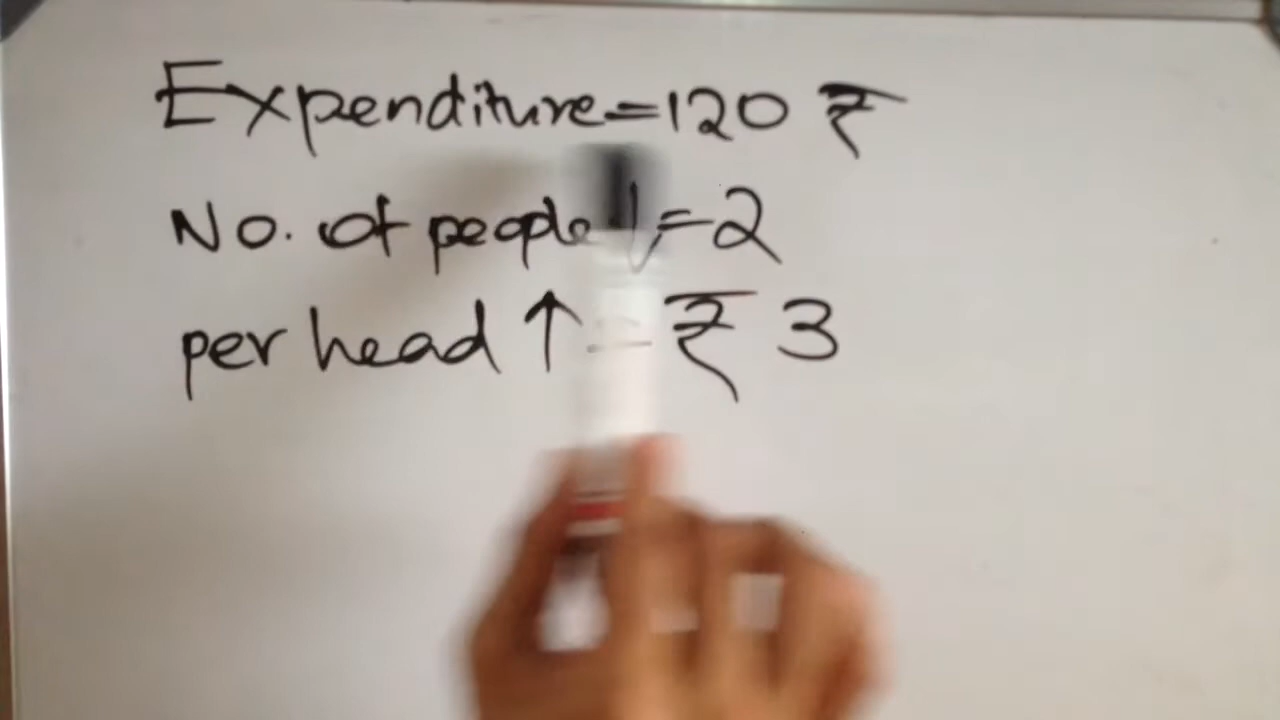 Expenditure=120 ₹
No. of people ↓=2
per head ↑ = ₹ 3